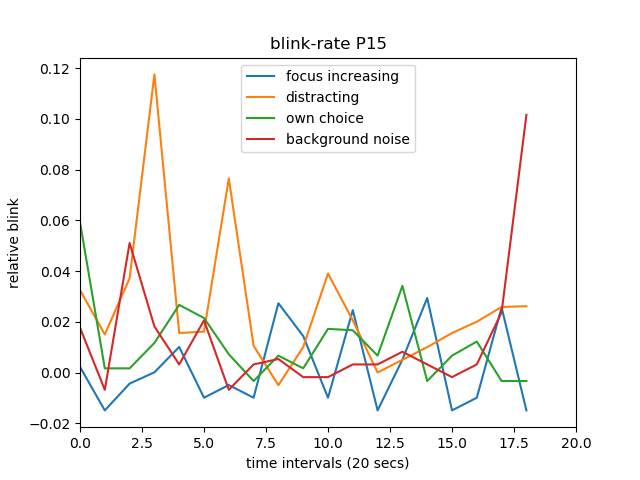 blink-rate P15
focus increasing
distracting
own choice
background noise
0.12
0.10
0.08
0.06
0.04
0.02
0.00
−0.02
relative blink
0.0 2.5 5.0 7.5 10.0 12.5 15.0 17.5 20.0
time intervals (20 secs)